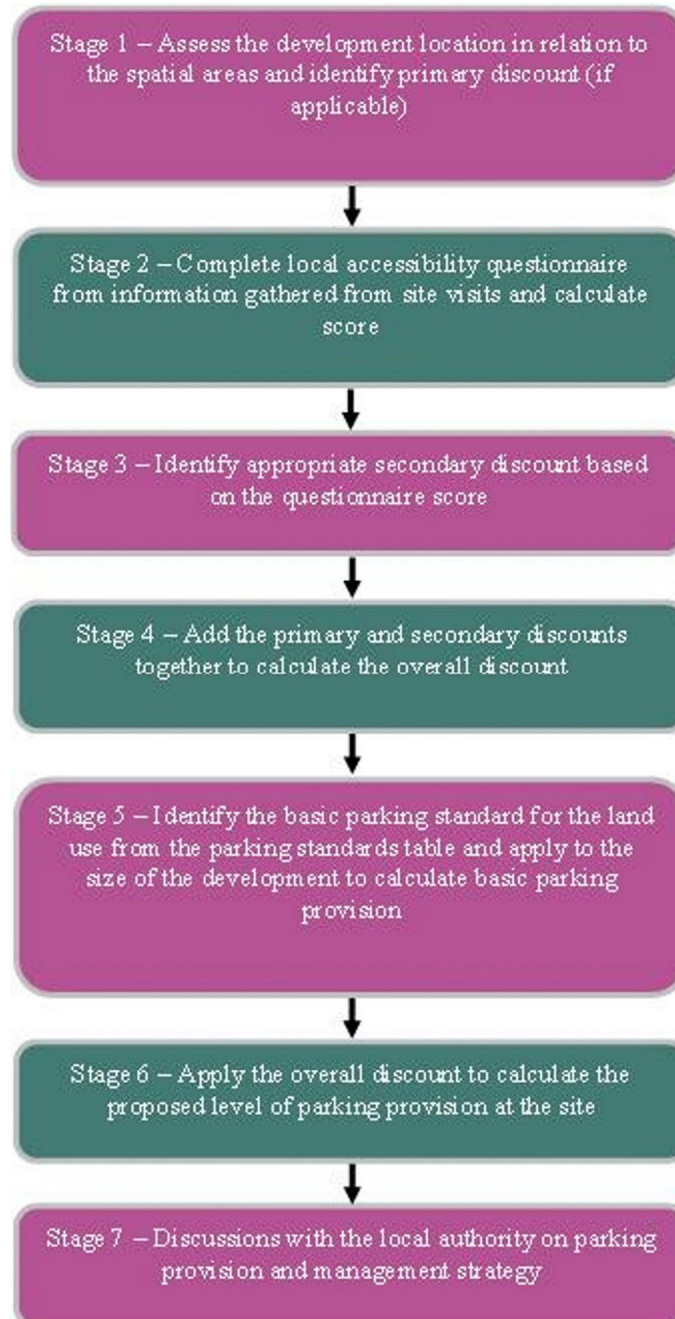 Stage 1 – Assess the development location in relation to
the spatial areas and identify primary discount (if
applicable)
Stage 2 – Complete local accessibility questionnaire
from information gathered from site visits and calculate
score
Stage 3 – Identify appropriate secondary discount based
on the questionnaire score
Stage 4 – Add the primary and secondary discounts
together to calculate the overall discount
Stage 5 – Identify the basic parking standard for the land
use from the parking standards table and apply to the
size of the development to calculate basic parking
provision
Stage 6 – Apply the overall discount to calculate the
proposed level of parking provision at the site
Stage 7 – Discussions with the local authority on parking
provision and management strategy